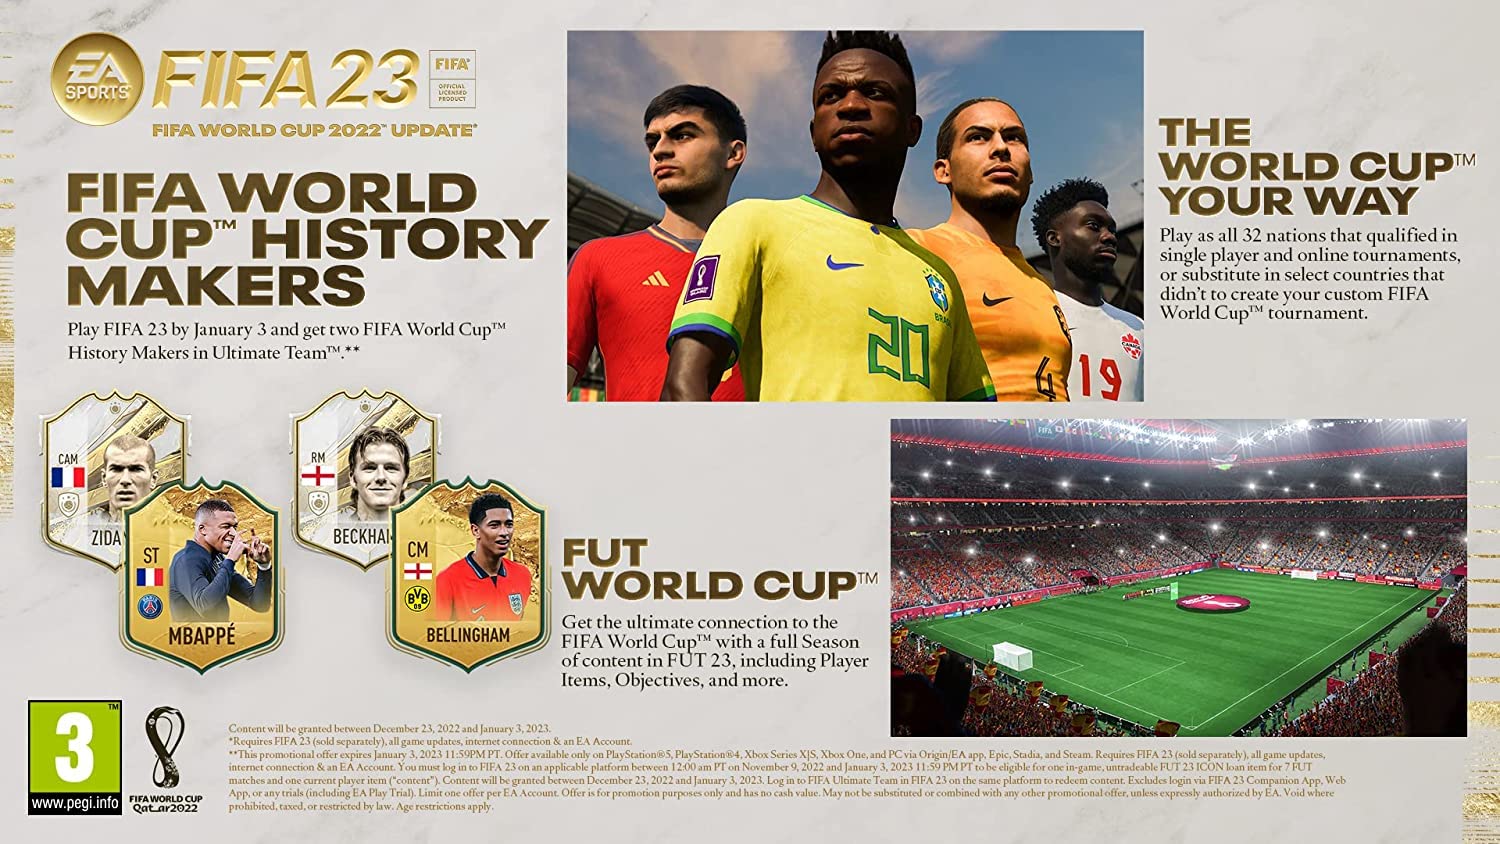 EA
SPORTS
FIFA 23
FIFA
OFFICIAL
LICENSED
PRODUCT
FIFA WORLD CUP 2022™ UPDATE*
FIFA WORLD
CUP™ HISTORY
MAKERS
Play FIFA 23 by January 3 and get two FIFA World Cup™
History Makers in Ultimate Team™.**
CAM
ZIDA
ST
MBAPPÉ
RM
BECKHA
CM
BVB
09
BELLINGHAM
20
BRA
4
19
CANADA
THE
WORLD CUP™
YOUR WAY
Play as all 32 nations that qualified in
single player and online tournaments,
or substitute in select countries that
didn't to create your custom FIFA
World Cup™ tournament.
FIFA
FUT
WORLD CUP™
Get the ultimate connection to the
FIFA World Cup™ with a full Season
of content in FUT 23, including Player
Items, Objectives, and more.
3™
www.pegi.info
FIFA WORLD CUP
Qatar2022
Content will be granted between December 23, 2022 and January 3, 2023.
*Requires FIFA 23 (sold separately), all game updates, internet connection & an EA Account.
**This promotional offer expires January 3, 2023 11:59PM PT. Offer available only on PlayStation®5, PlayStation®4, Xbox Series X|S, Xbox One, and PC via Origin/EA app, Epic, Stadia, and Steam. Requires FIFA 23 (sold separately), all game updates,
internet connection & an EA Account. You must log in to FIFA 23 on an applicable platform between 12:00 am PT on November 9, 2022 and January 3, 2023 11:59 PM PT to be eligible for one in-game, untradeable FUT 23 ICON loan item for 7 FUT
matches and one current player item ("content"). Content will be granted between December 23, 2022 and January 3, 2023. Log in to FIFA Ultimate Team in FIFA 23 on the same platform to redeem content. Excludes login via FIFA 23 Companion App, Web
App, or any trials (including EA Play Trial). Limit one offer per EA Account. Offer is for promotion purposes only and has no cash value. May not be substituted or combined with any other promotional offer, unless expressly authorized by EA. Void where
prohibited, taxed, or restricted by law. Age restrictions apply.